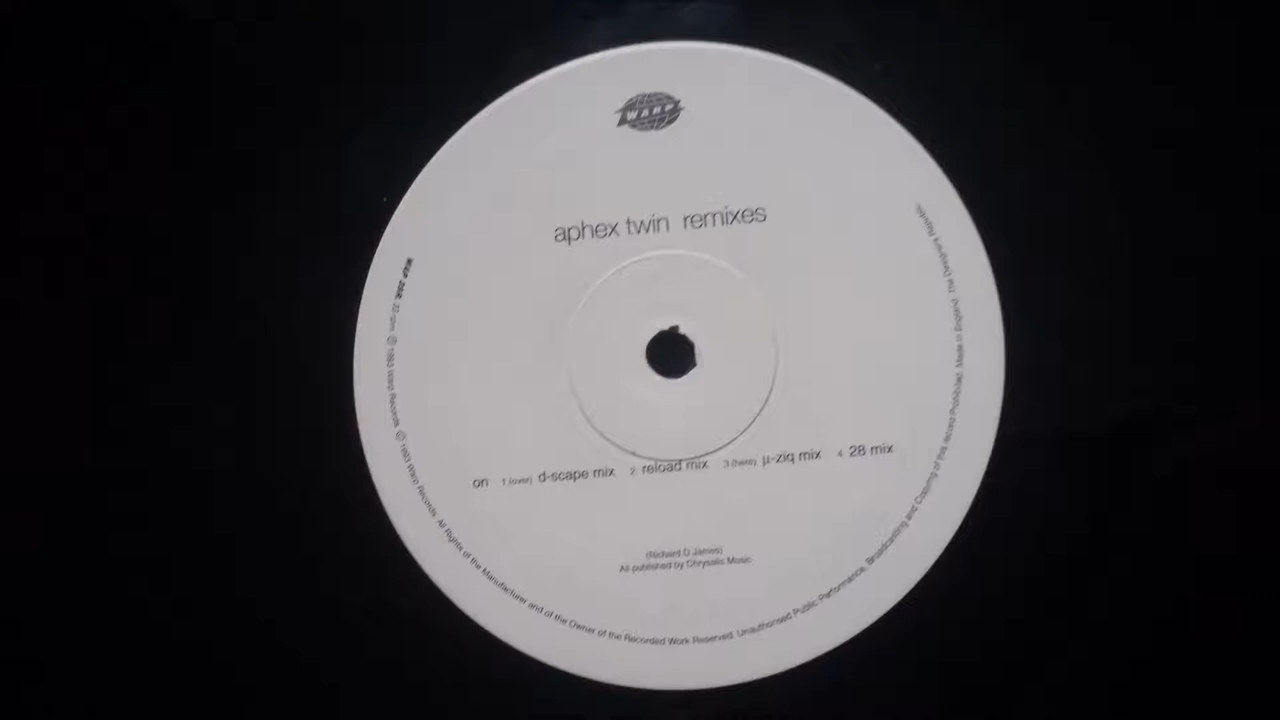 WARP
aphex twin remixes
on 1 (over) d-scape mix 2 reload mix 3 (here) µ-ziq mix 4 28 mix
(Richard D James)
All published by Chrysalis Music
℗ 1993 Warp Records. © 1993 Warp Records. All Rights of the Manufacturer and of the Owner of the Recorded Work Reserved. Unauthorised Public Performance, Broadcasting and Copying of this record Prohibited. Made in England. The Designers Republic.